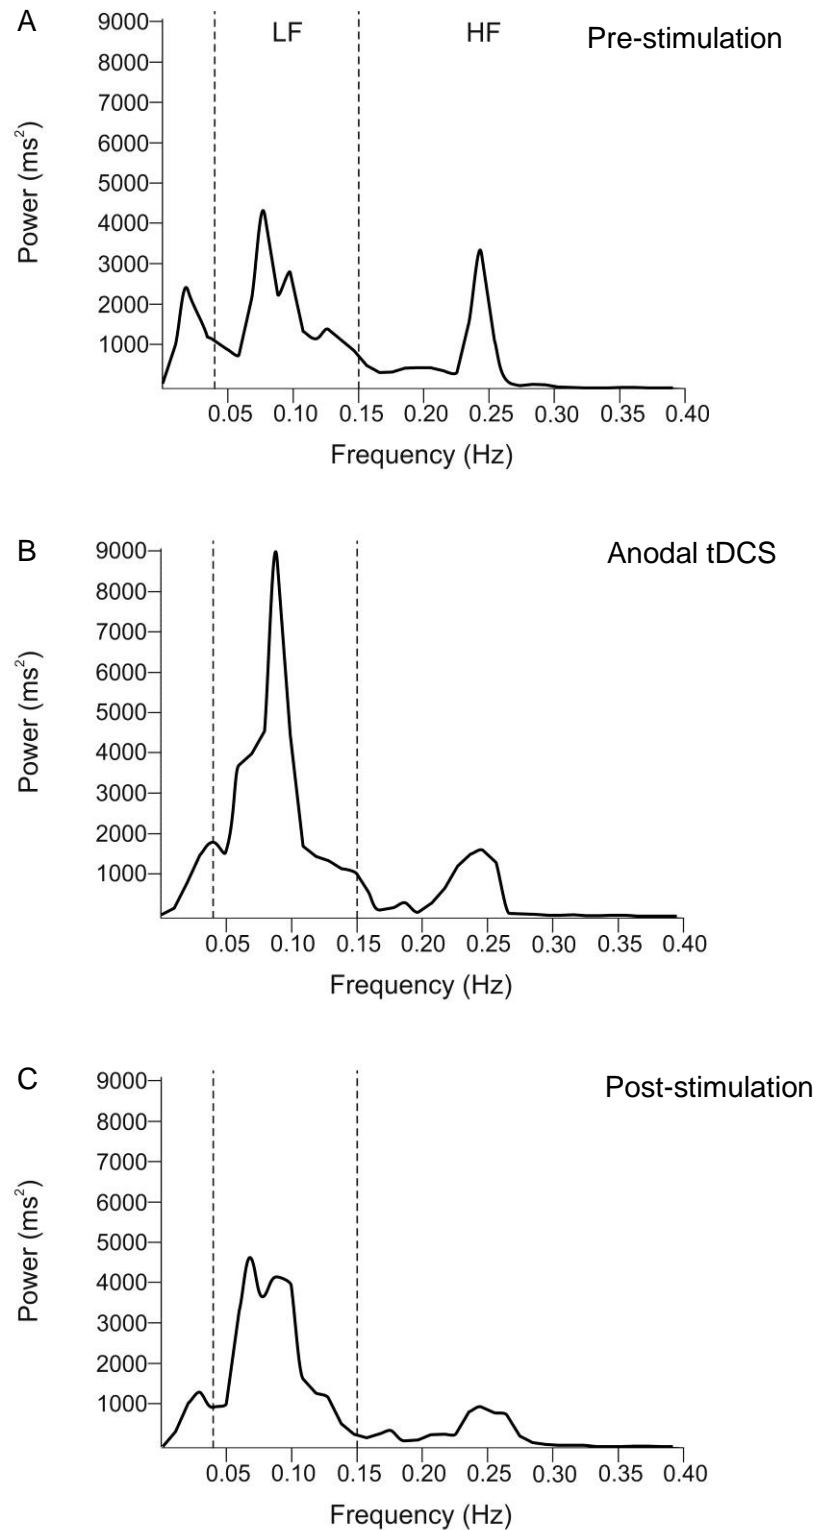 A
LF
HF
Pre-stimulation
Power (ms²)
9000
8000
7000
6000
5000
4000
3000
2000
1000
0.05 0.10 0.15 0.20 0.25 0.30 0.35 0.40
Frequency (Hz)
B
Anodal tDCS
Power (ms²)
9000
8000
7000
6000
5000
4000
3000
2000
1000
0.05 0.10 0.15 0.20 0.25 0.30 0.35 0.40
Frequency (Hz)
C
Post-stimulation
Power (ms²)
9000
8000
7000
6000
5000
4000
3000
2000
1000
0.05 0.10 0.15 0.20 0.25 0.30 0.35 0.40
Frequency (Hz)